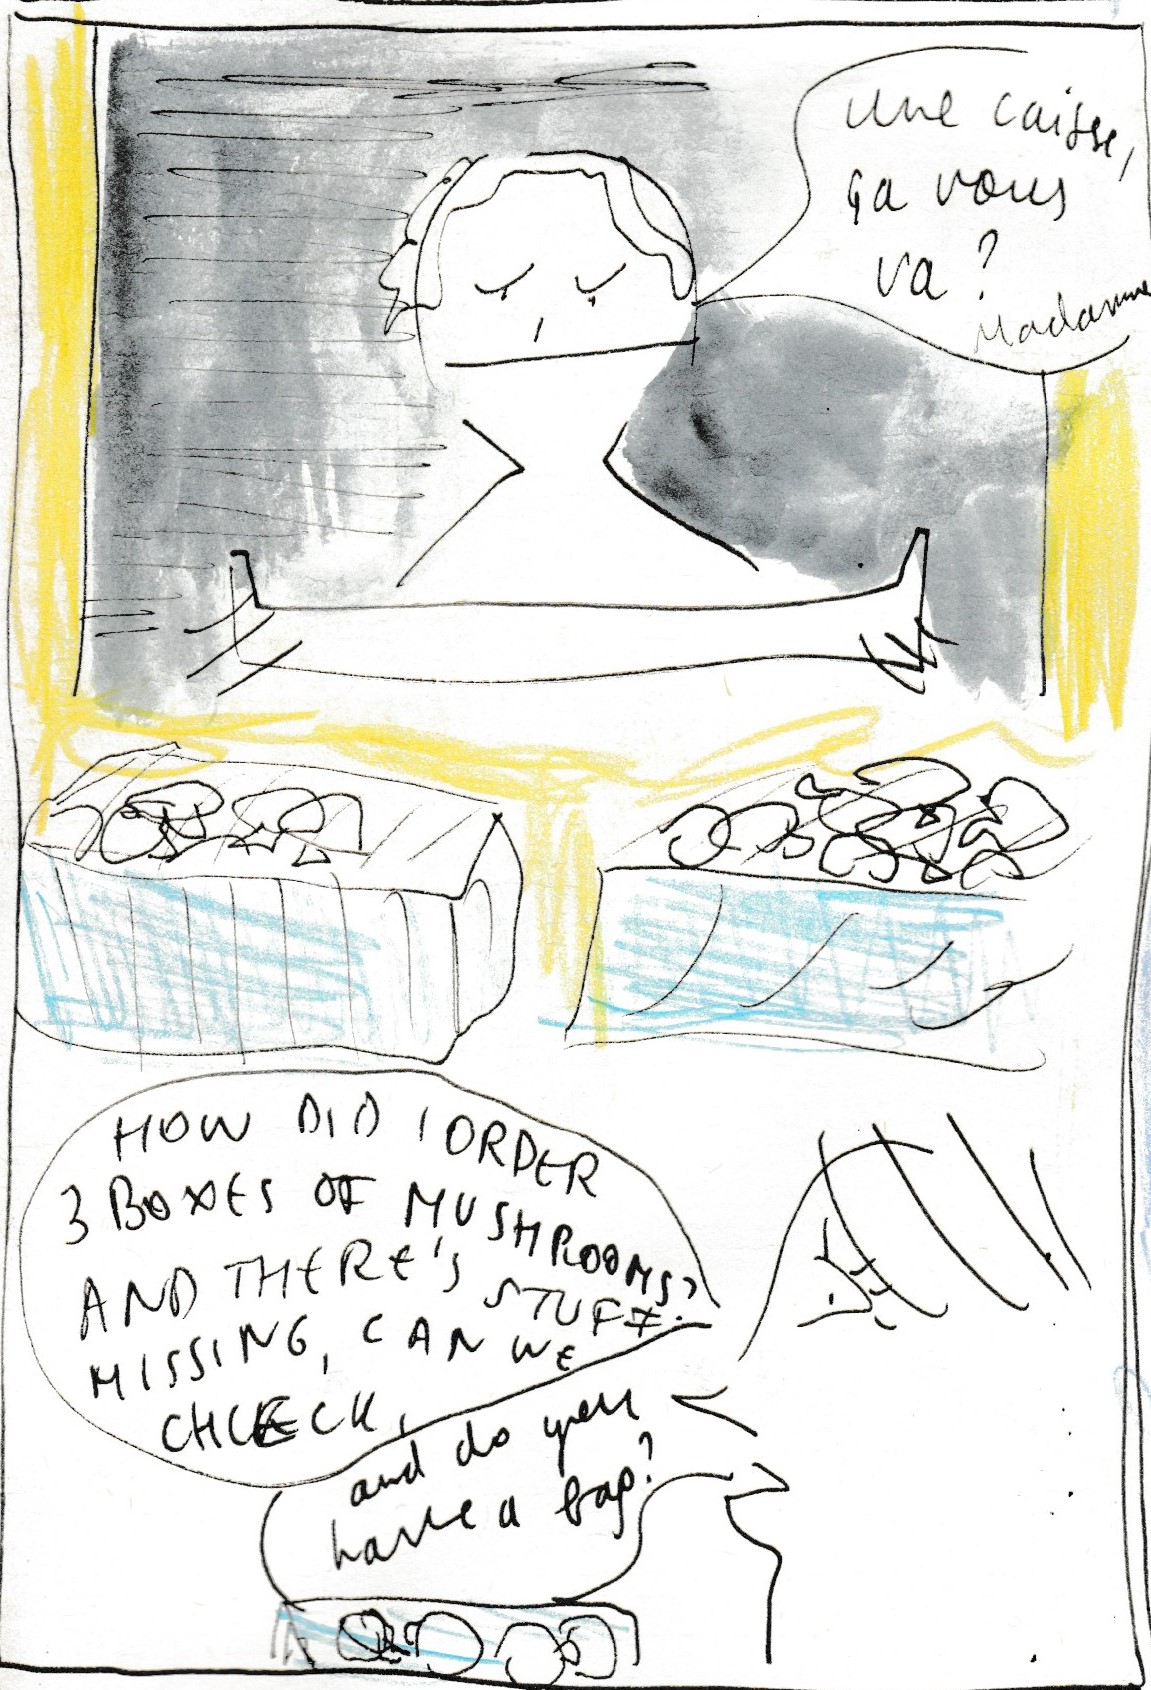 une caisse,
ça vous
va?
Madame
HOW DID I ORDER
3 BOXES OF MUSHROOMS?
AND THERE'S STUFF
MISSING, CAN WE
CHECK,
and do you
have a bag?